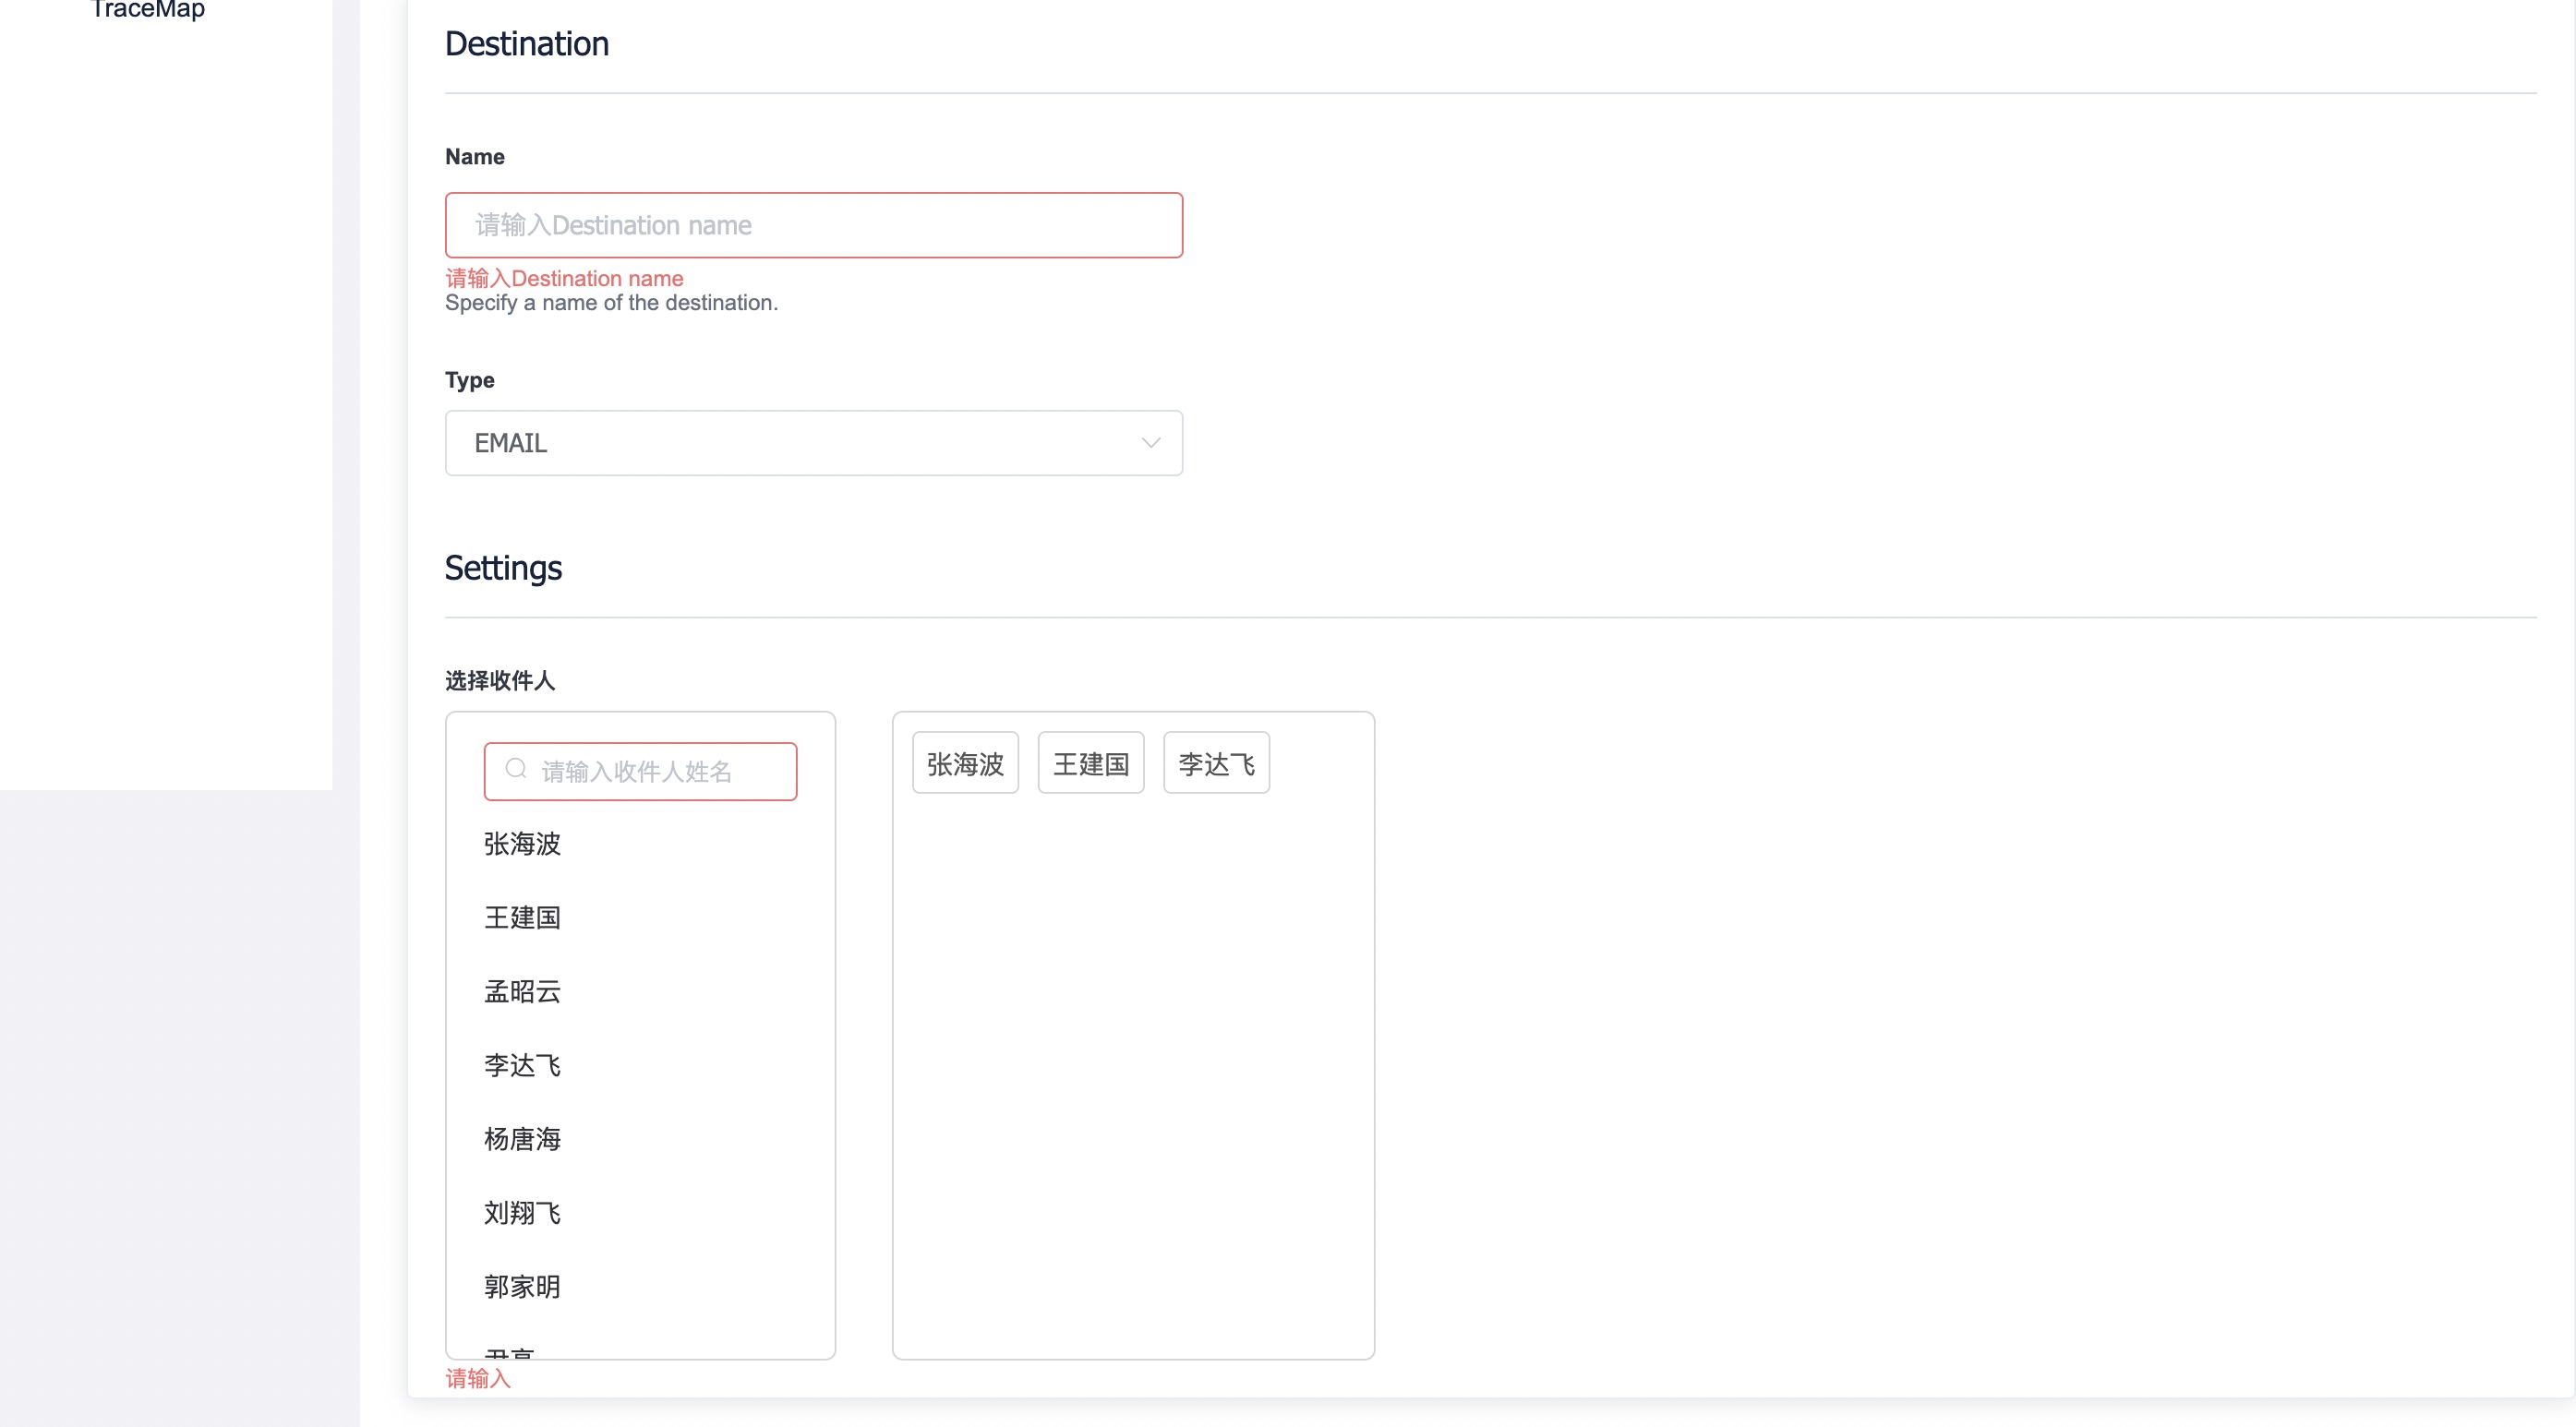 TraceMap
Destination
Name
请输入Destination name
请输入Destination name
Specify a name of the destination.
Type
EMAIL
Settings
选择收件人
请输入收件人姓名
张海波
王建国
孟昭云
李达飞
杨唐海
刘翔飞
郭家明
张海波 王建国 李达飞
请输入